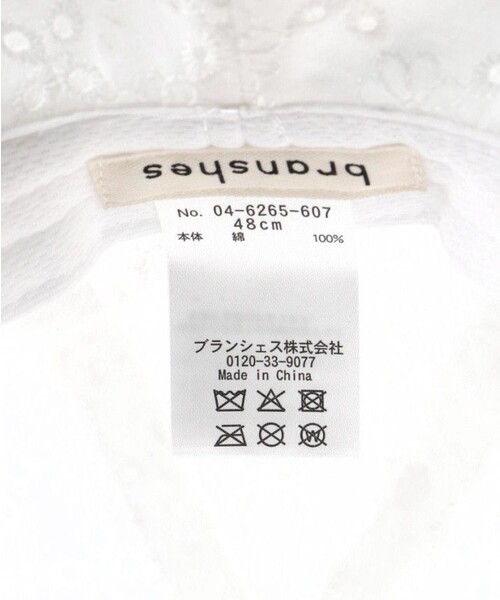 branshes
No. 04-6265-607
48cm
本体 綿 100%
ブランシェス株式会社
0120-33-9077
Made in China